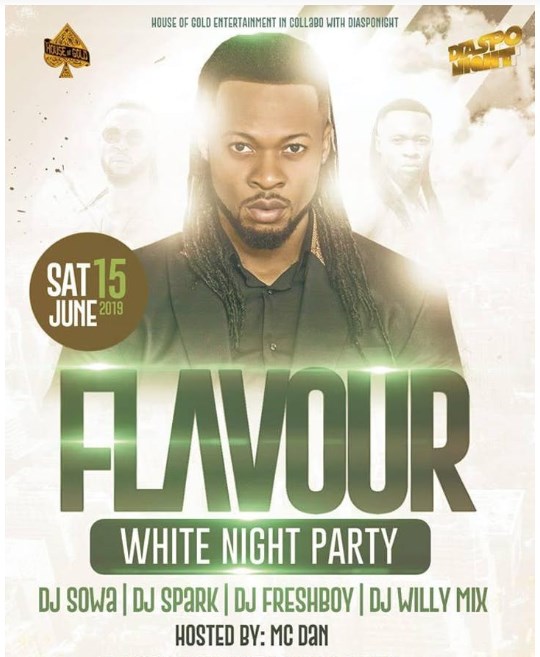 HOUSE OF GOLD ENTERTAINMENT IN COLLABO WITH DIASPONIGHT
HOUSE OF GOLD
DIASPO
NIGHT
SAT 15
JUNE 2019
FLAVOUR
WHITE NIGHT PARTY
DJ SOWa | DJ SPaRK | DJ FRESHBOY | DJ WILLY MIX
HOSTED BY: MC DaN